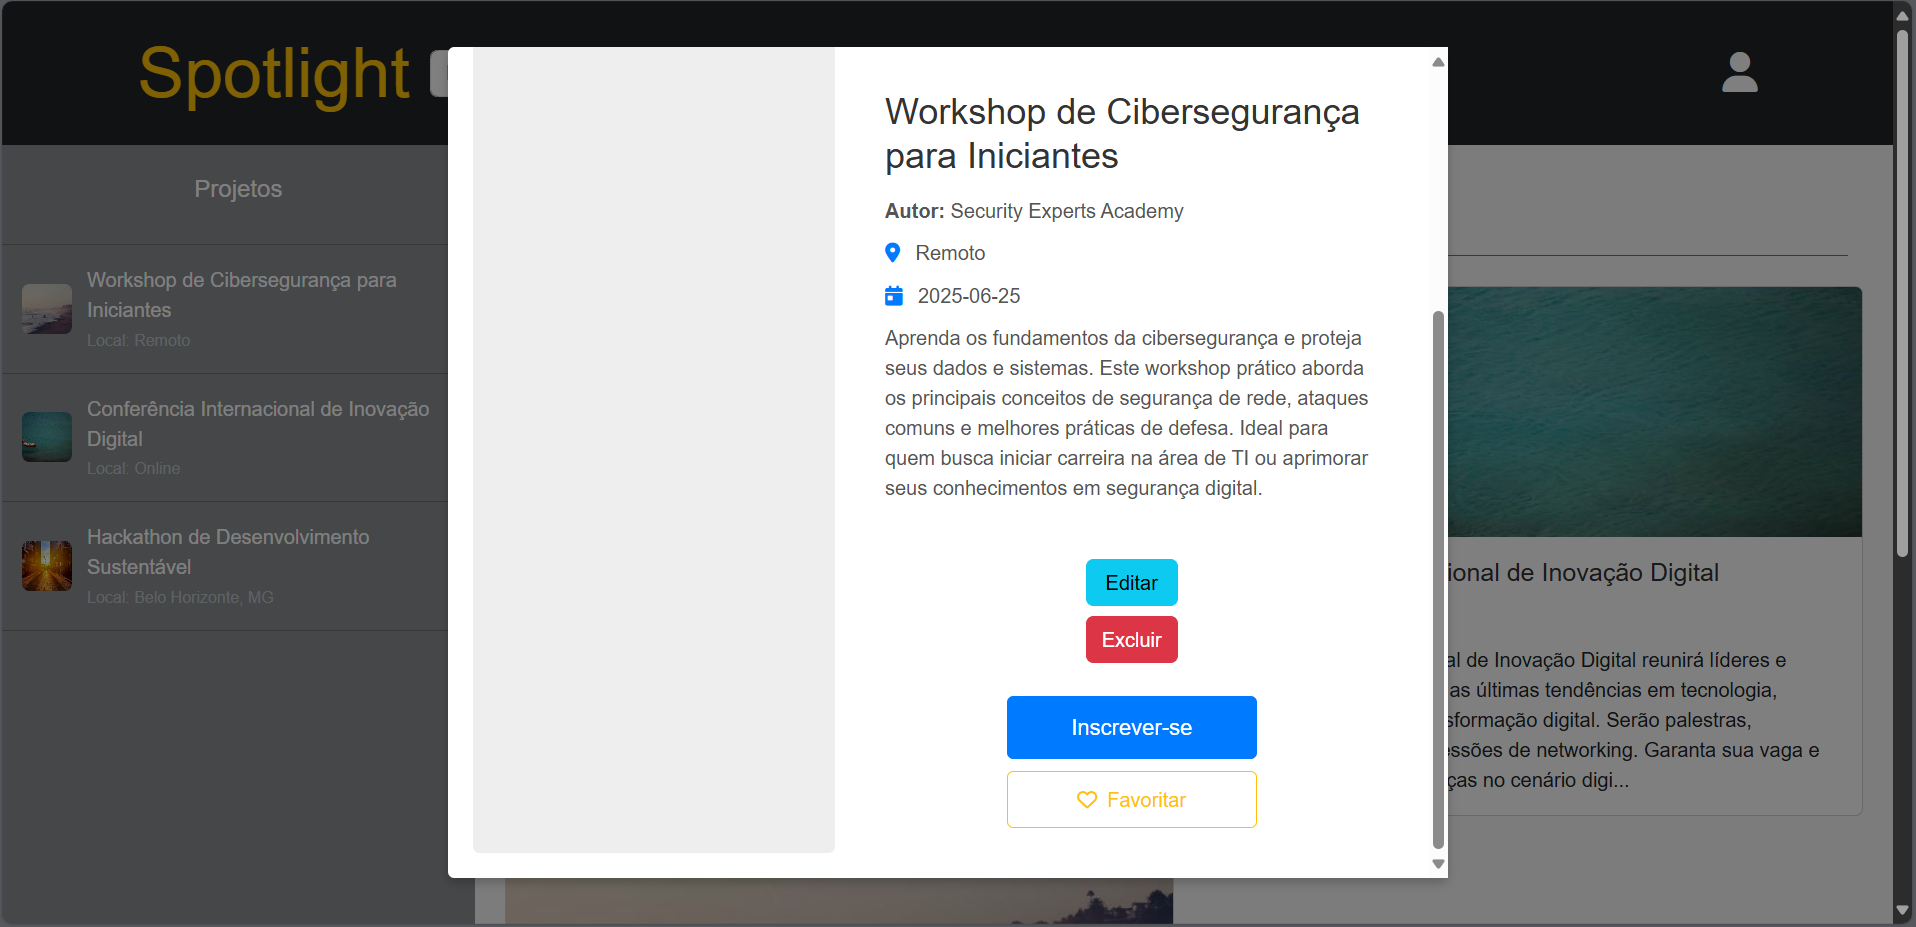 Spotlight
Projetos
Workshop de Cibersegurança para
Iniciantes
Local: Remoto
Conferência Internacional de Inovação
Digital
Local: Online
Hackathon de Desenvolvimento
Sustentável
Local: Belo Horizonte, MG
Workshop de Cibersegurança
para Iniciantes
Autor: Security Experts Academy
Remoto
2025-06-25
Aprenda os fundamentos da cibersegurança e proteja
seus dados e sistemas. Este workshop prático aborda
os principais conceitos de segurança de rede, ataques
comuns e melhores práticas de defesa. Ideal para
quem busca iniciar carreira na área de TI ou aprimorar
seus conhecimentos em segurança digital.
Editar
Excluir
Inscrever-se
Favoritar
ional de Inovação Digital
al de Inovação Digital reunirá líderes e
as últimas tendências em tecnologia,
sformação digital. Serão palestras,
essões de networking. Garanta sua vaga e
ças no cenário digi...